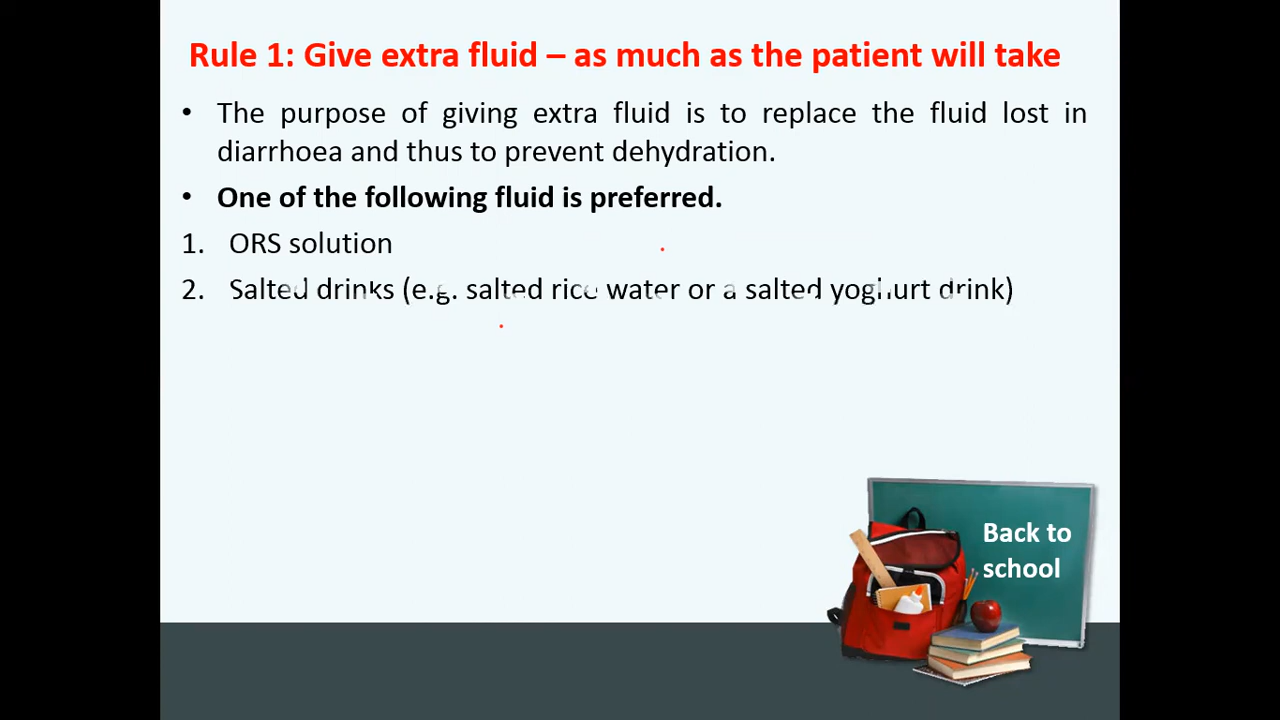 Rule 1: Give extra fluid – as much as the patient will take
• The purpose of giving extra fluid is to replace the fluid lost in
diarrhoea and thus to prevent dehydration.
• One of the following fluid is preferred.
1. ORS solution
2. Salted drinks (e.g. salted rice water or a salted yoghurt drink)
Back to
school